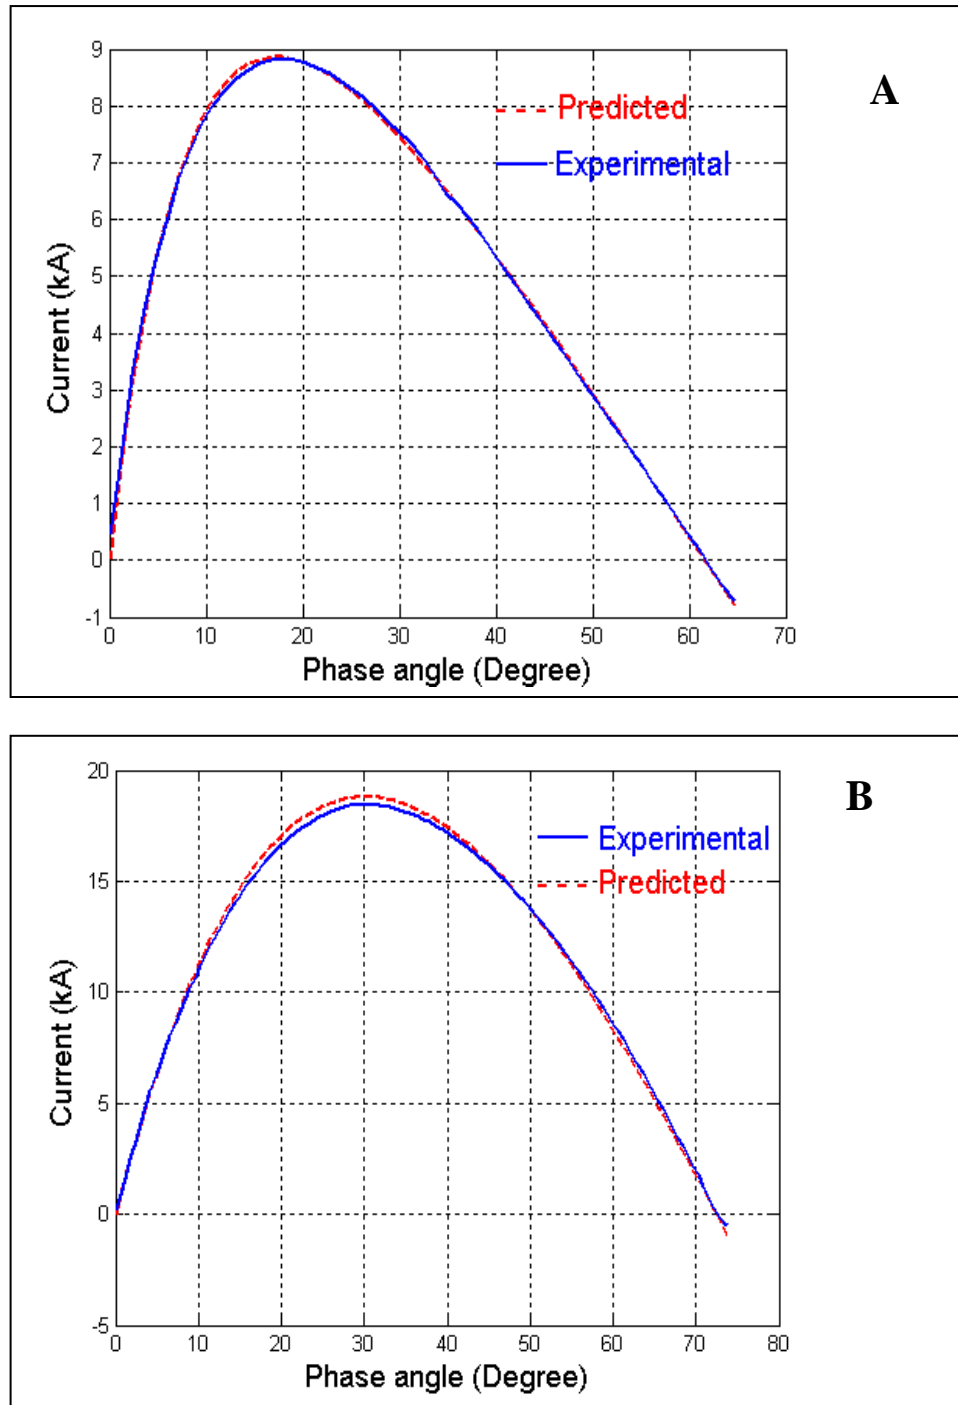 A
9
8
7
6
5
4
3
2
1
0
-1
Current (kA)
Predicted
Experimental
0 10 20 30 40 50 60 70
Phase angle (Degree)
B
20
15
10
5
0
-5
Current (kA)
Experimental
Predicted
0 10 20 30 40 50 60 70 80
Phase angle (Degree)